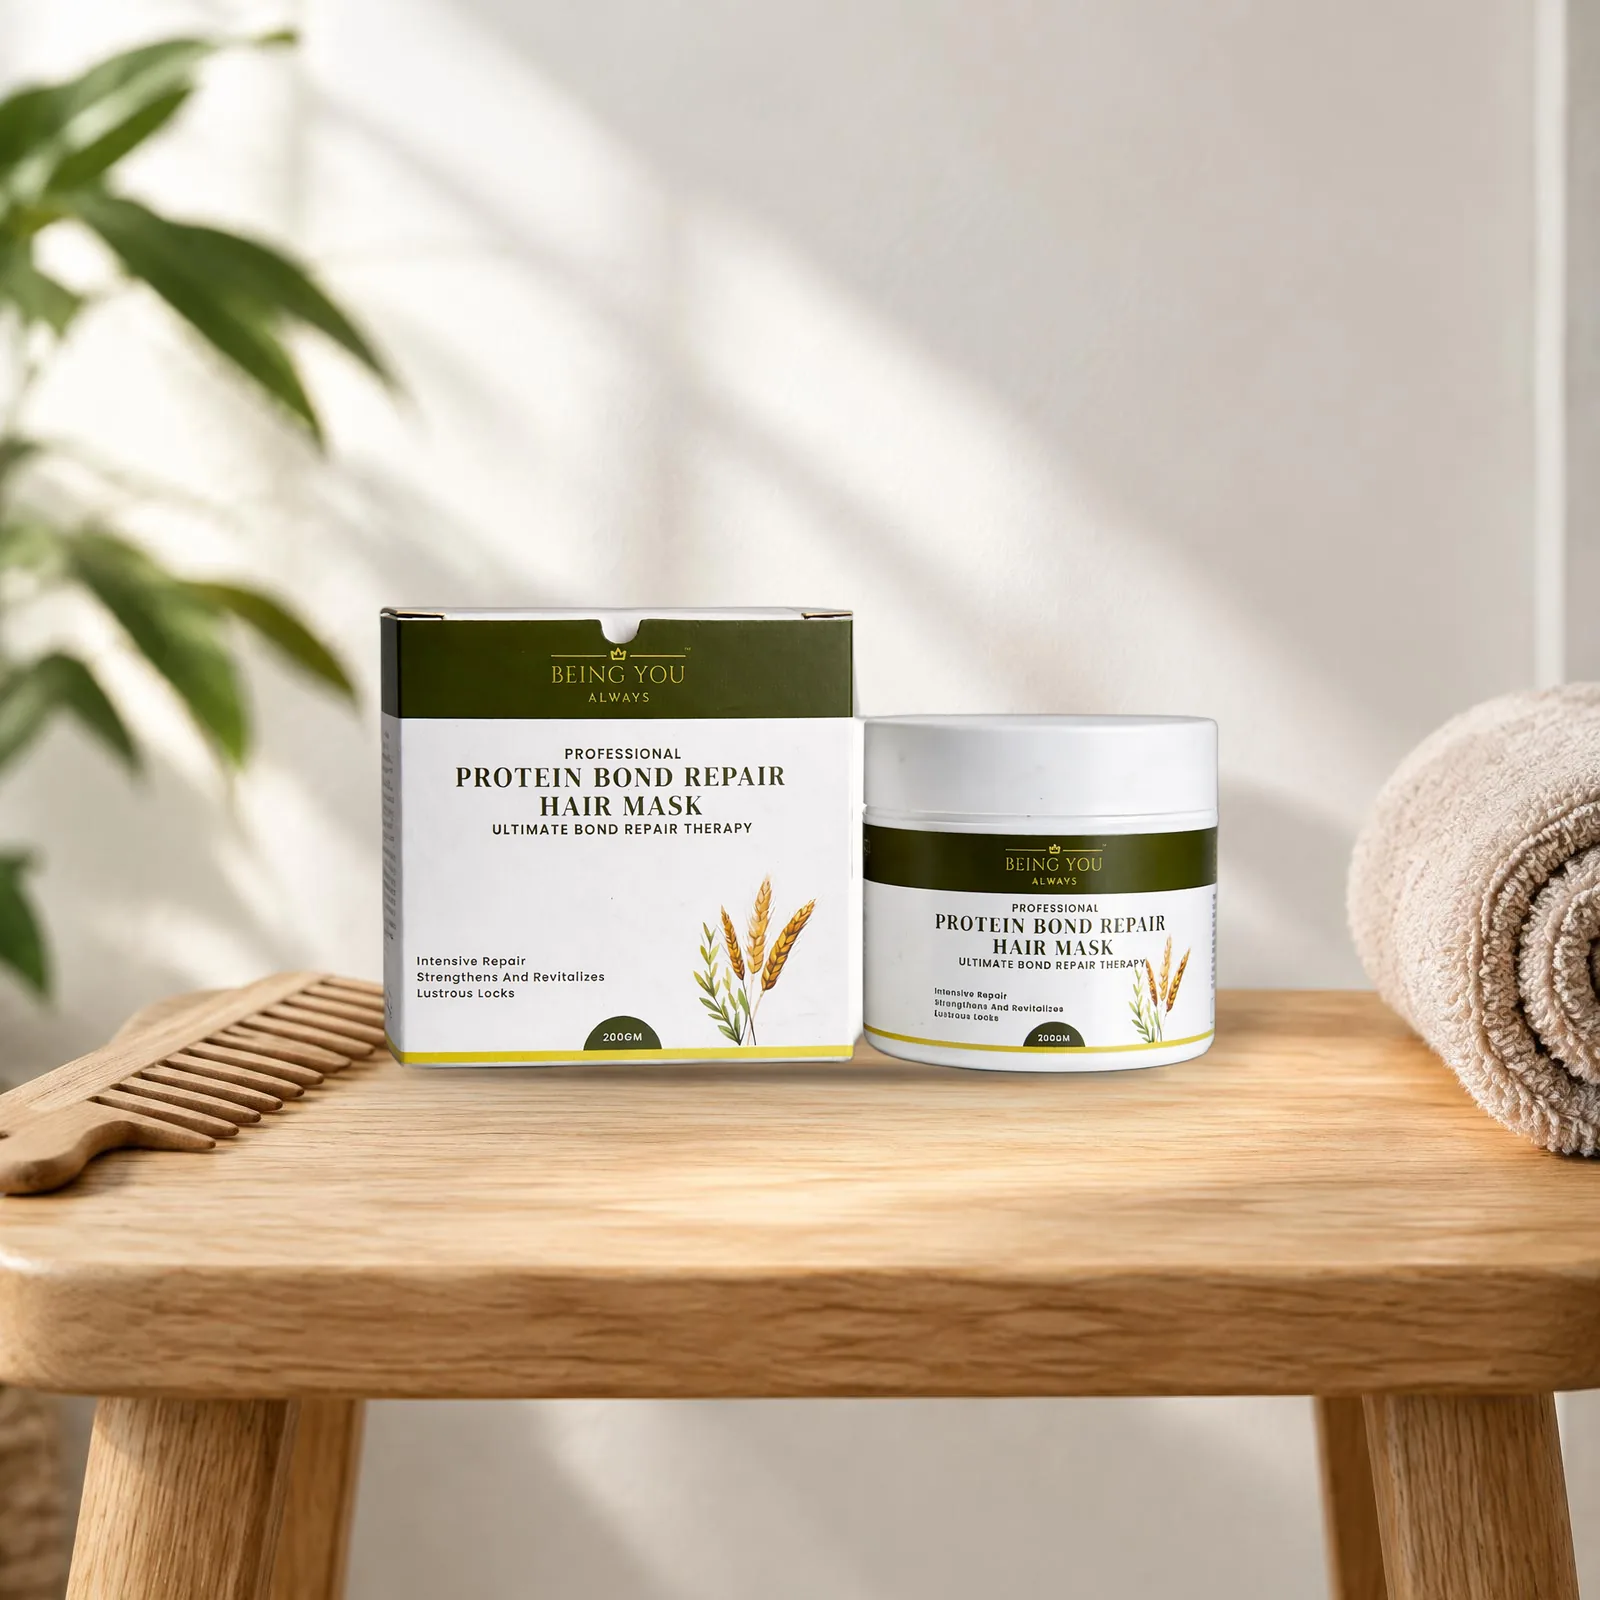 BEING YOU
™
ALWAYS
PROFESSIONAL
PROTEIN BOND REPAIR
HAIR MASK
ULTIMATE BOND REPAIR THERAPY
Intensive Repair
Strengthens And Revitalizes
Lustrous Locks
200GM
BEING YOU
ALWAYS
PROFESSIONAL
PROTEIN BOND REPAIR
HAIR MASK
ULTIMATE BOND REPAIR THERAPY
Intensive Repair
Strengthens And Revitalizes
Lustrous Locks
200GM